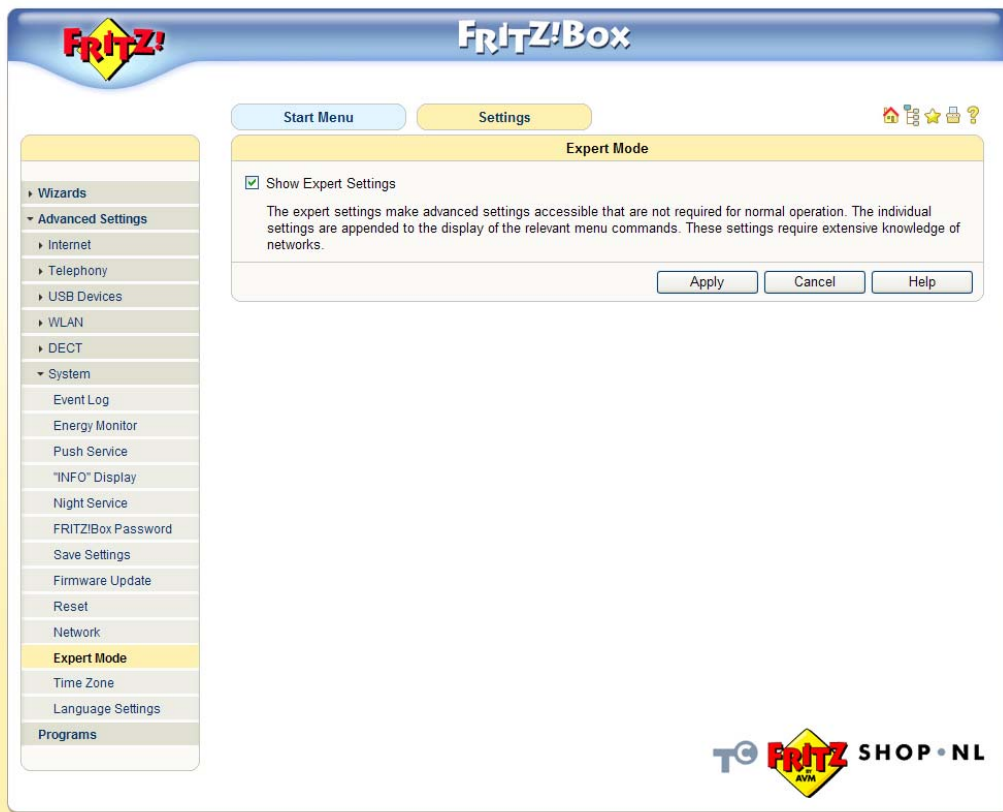 FRITZ!
FRITZ!Box
Start Menu
Settings
Expert Mode
Show Expert Settings
The expert settings make advanced settings accessible that are not required for normal operation. The individual
settings are appended to the display of the relevant menu commands. These settings require extensive knowledge of
networks.
Apply
Cancel
Help
Wizards
Advanced Settings
Internet
Telephony
USB Devices
WLAN
DECT
System
Event Log
Energy Monitor
Push Service
"INFO" Display
Night Service
FRITZ!Box Password
Save Settings
Firmware Update
Reset
Network
Expert Mode
Time Zone
Language Settings
Programs
TC FRITZ BY AVM SHOP•NL